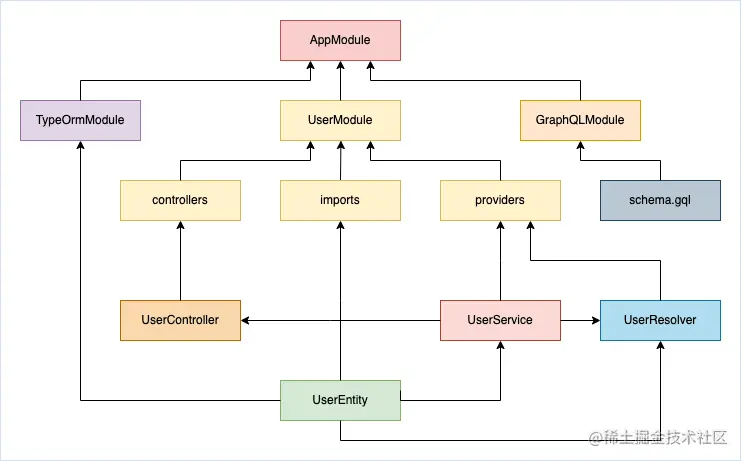 AppModule
TypeOrmModule
UserModule
GraphQLModule
controllers
imports
providers
schema.gql
UserController
UserService
UserResolver
UserEntity
@稀土掘金技术社区